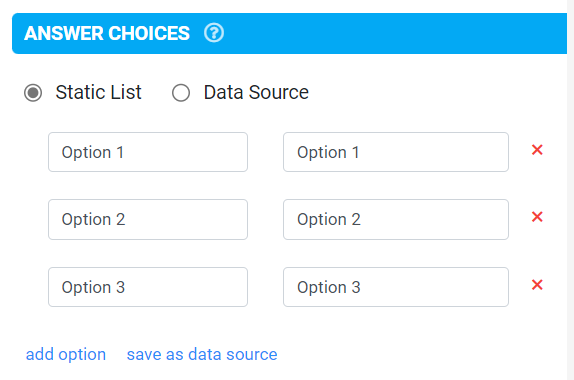 ANSWER CHOICES ?
Static List Data Source
Option 1 Option 1
Option 2 Option 2
Option 3 Option 3
add option save as data source